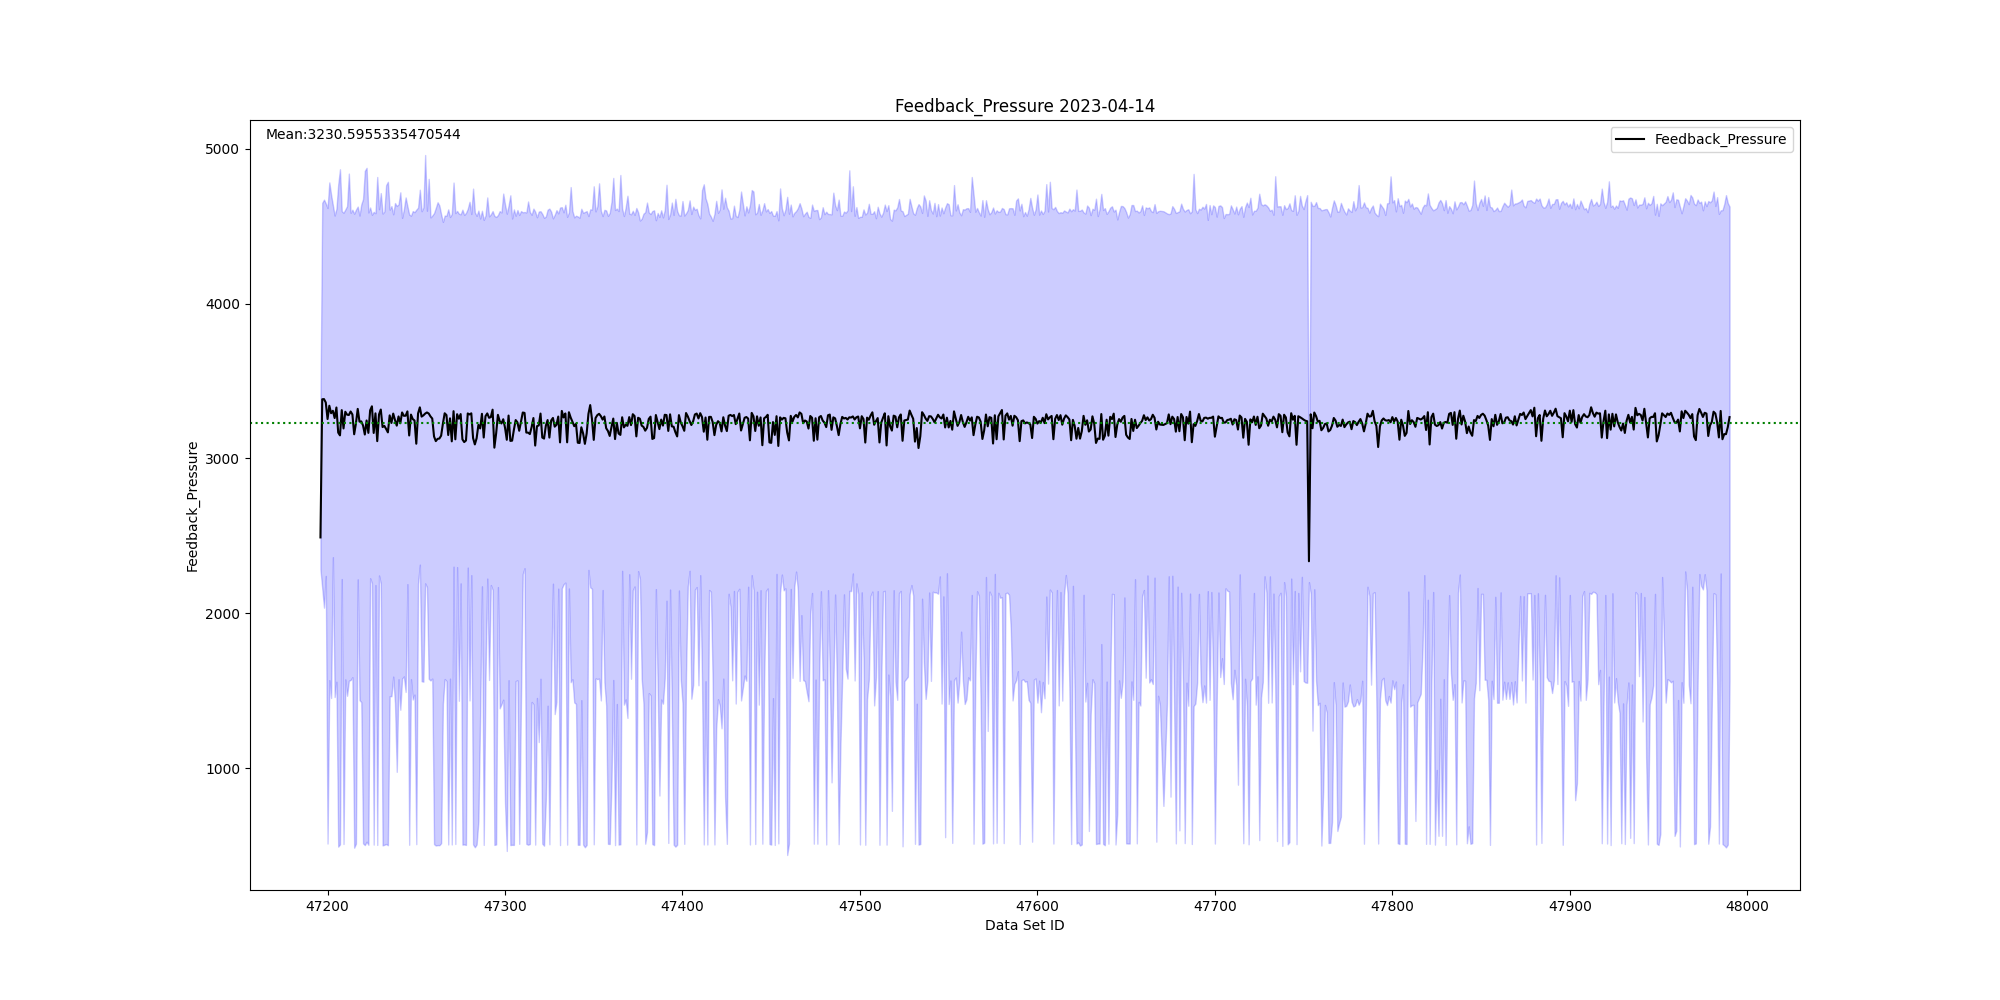 Feedback_Pressure 2023-04-14
Mean:3230.5955335470544
Feedback_Pressure
5000
4000
3000
2000
1000
Feedback_Pressure
47200 47300 47400 47500 47600 47700 47800 47900 48000
Data Set ID